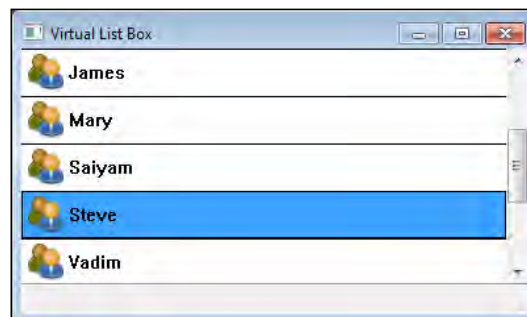 Virtual List Box
James
Mary
Saiyam
Steve
Vadim